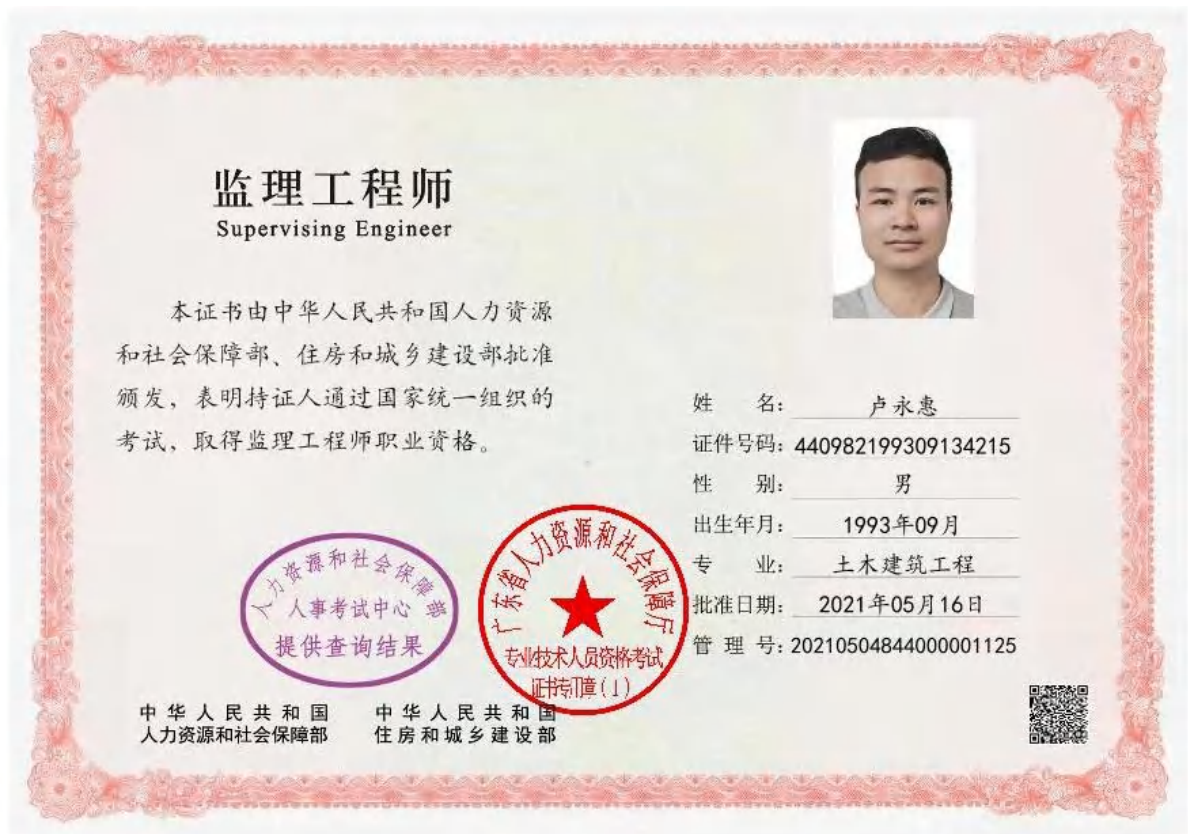 监理工程师
Supervising Engineer
本证书由中华人民共和国人力资源
和社会保障部、住房和城乡建设部批准
颁发，表明持证人通过国家统一组织的
考试，取得监理工程师职业资格。
姓 名： 卢永惠
证件号码：440982199309134215
性 别： 男
出生年月： 1993年09月
专 业： 土木建筑工程
批准日期： 2021年05月16日
管 理 号：20210504844000001125
人力资源和社会保障部
人事考试中心
提供查询结果
广东省人力资源和社会保障厅
专业技术人员资格考试
证书专用章(1)
中华人民共和国
人力资源和社会保障部
中华人民共和国
住房和城乡建设部